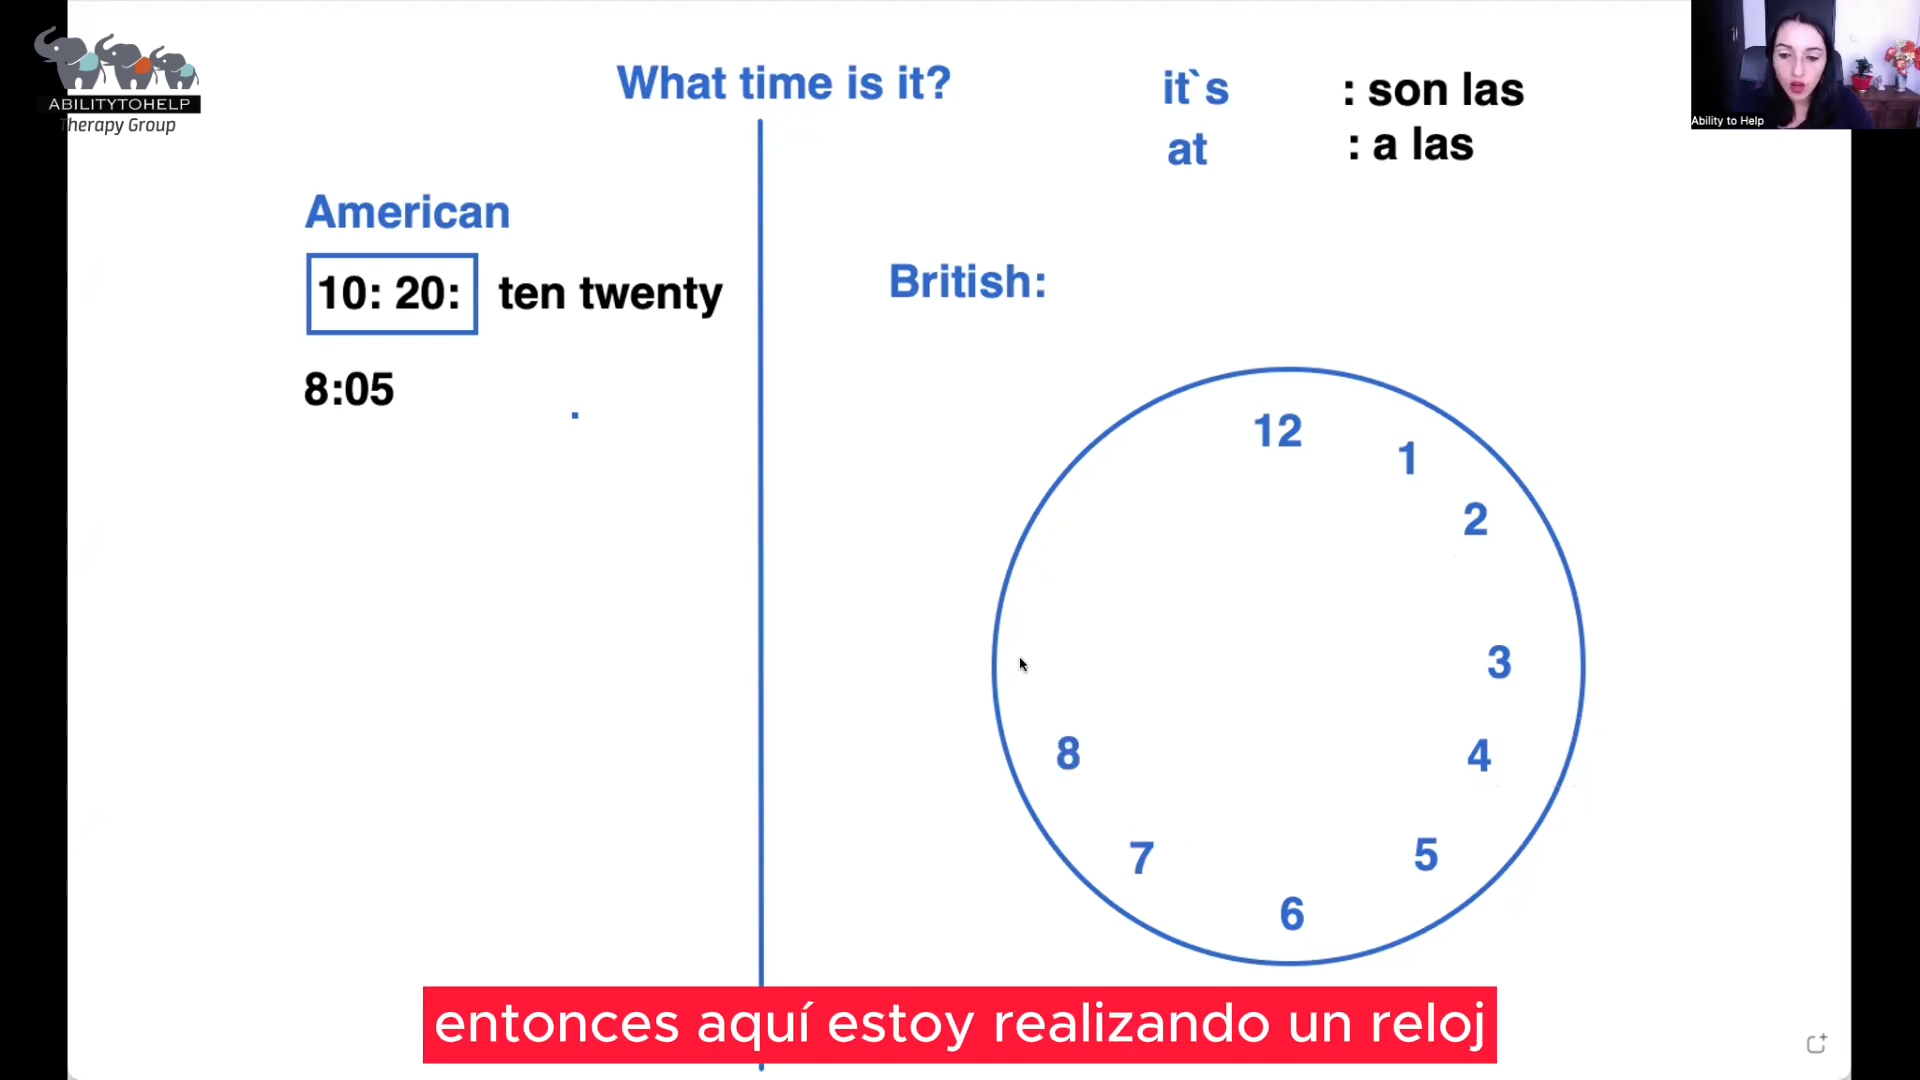 ABILITYTOHELP
Therapy Group
What time is it?
it`s : son las
at : a las
Ability to Help
American
10: 20: ten twenty
8:05
.
British:
12
1
2
3
4
5
6
7
8
entonces aquí estoy realizando un reloj